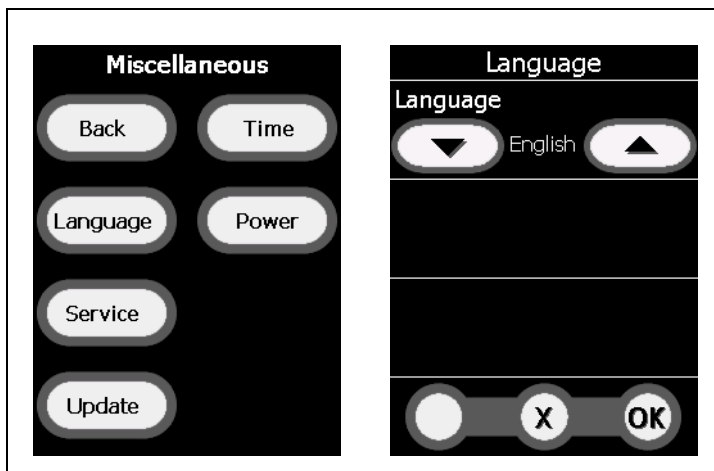 Miscellaneous
Back
Time
Language
Power
Service
Update
Language
Language
English
X
OK